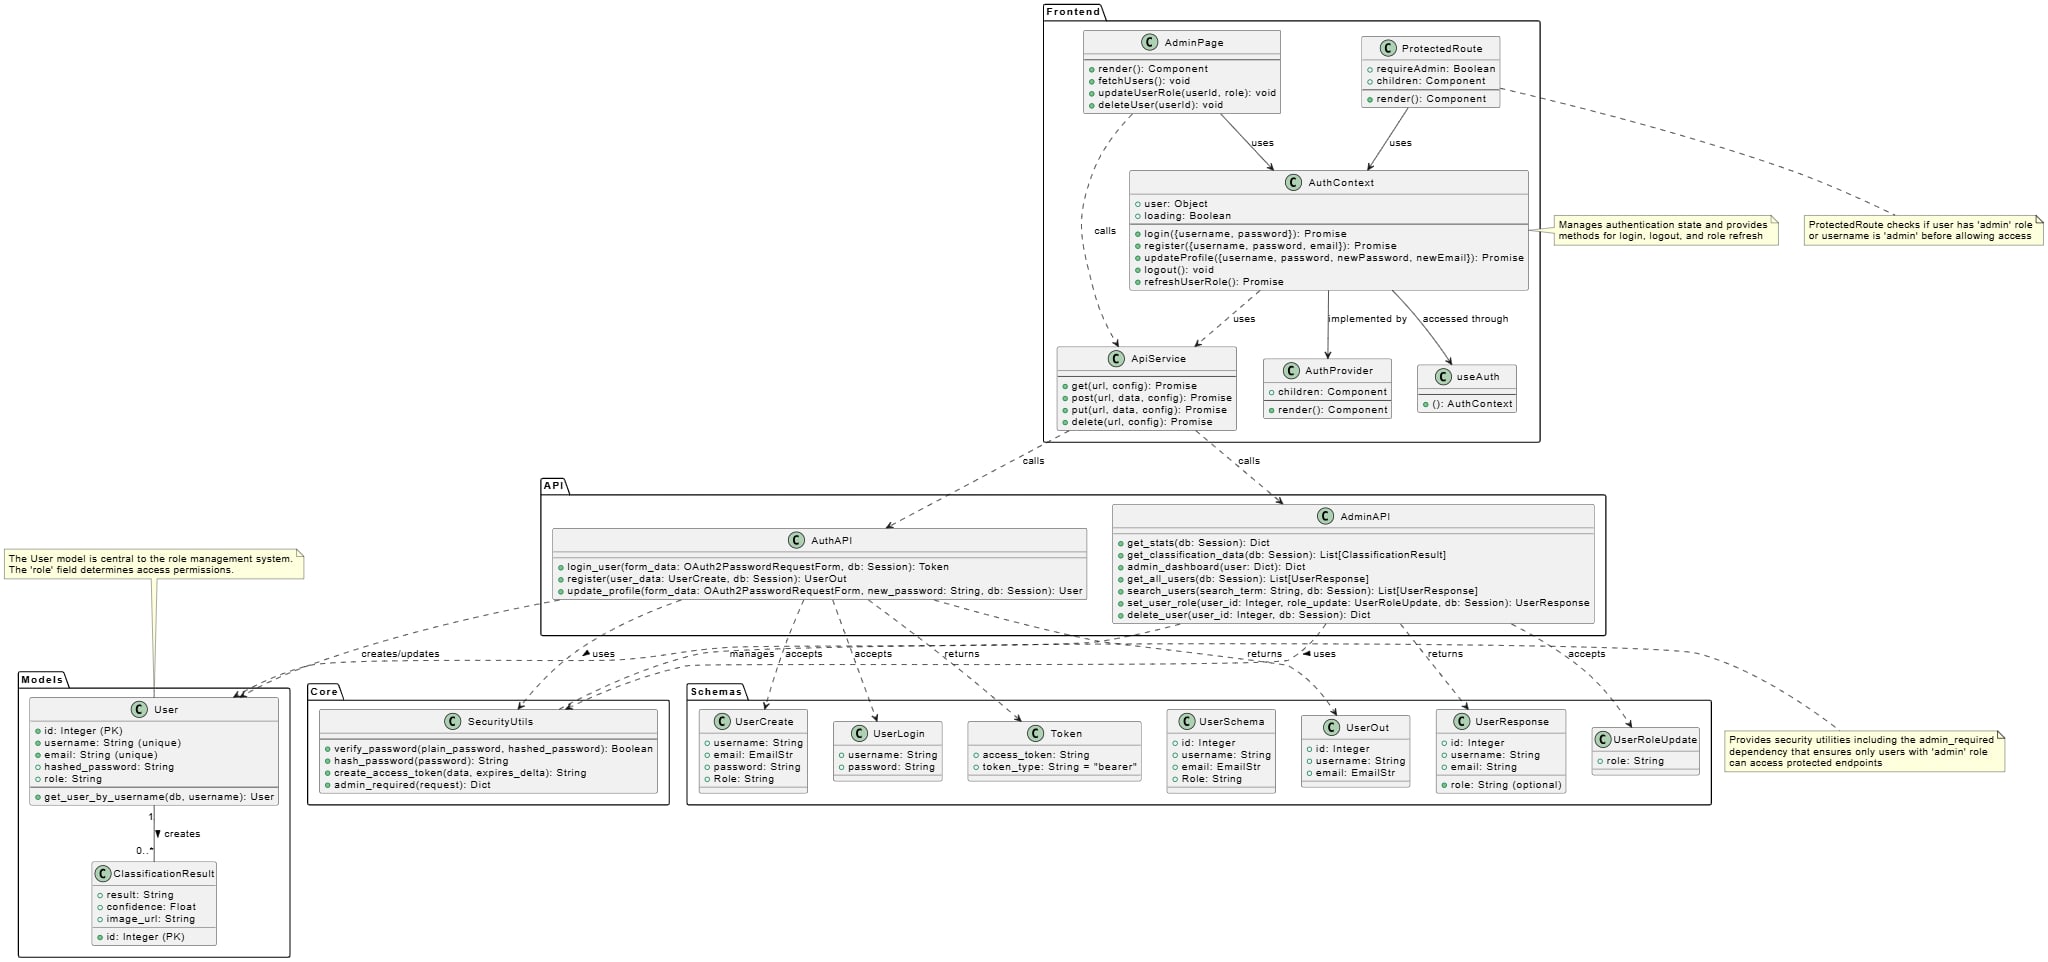 Frontend
C AdminPage
render(): Component
fetchUsers(): void
updateUserRole(userId, role): void
deleteUser(userId): void
C ProtectedRoute
requireAdmin: Boolean
children: Component
render(): Component
uses
uses
calls
C AuthContext
user: Object
loading: Boolean
login({username, password}): Promise
register({username, password, email}): Promise
updateProfile({username, password, newPassword, newEmail}): Promise
logout(): void
refreshUserRole(): Promise
Manages authentication state and provides
methods for login, logout, and role refresh
ProtectedRoute checks if user has 'admin' role
or username is 'admin' before allowing access
uses
implemented by
accessed through
C ApiService
get(url, config): Promise
post(url, data, config): Promise
put(url, data, config): Promise
delete(url, config): Promise
C AuthProvider
children: Component
render(): Component
C useAuth
(): AuthContext
calls
calls
API
C AuthAPI
login_user(form_data: OAuth2PasswordRequestForm, db: Session): Token
register(user_data: UserCreate, db: Session): UserOut
update_profile(form_data: OAuth2PasswordRequestForm, new_password: String, db: Session): User
C AdminAPI
get_stats(db: Session): Dict
get_classification_data(db: Session): List[ClassificationResult]
admin_dashboard(user: Dict): Dict
get_all_users(db: Session): List[UserResponse]
search_users(search_term: String, db: Session): List[UserResponse]
set_user_role(user_id: Integer, role_update: UserRoleUpdate, db: Session): UserResponse
delete_user(user_id: Integer, db: Session): Dict
The User model is central to the role management system.
The 'role' field determines access permissions.
creates/updates
uses
manages
accepts
accepts
returns
returns
uses
returns
accepts
Models
C User
id: Integer (PK)
username: String (unique)
email: String (unique)
hashed_password: String
role: String
get_user_by_username(db, username): User
1
creates
0..*
C ClassificationResult
result: String
confidence: Float
image_url: String
id: Integer (PK)
Core
C SecurityUtils
verify_password(plain_password, hashed_password): Boolean
hash_password(password): String
create_access_token(data, expires_delta): String
admin_required(request): Dict
Schemas
C UserCreate
username: String
email: EmailStr
password: String
Role: String
C UserLogin
username: String
password: String
C Token
access_token: String
token_type: String = "bearer"
C UserSchema
id: Integer
username: String
email: EmailStr
Role: String
C UserOut
id: Integer
username: String
email: EmailStr
C UserResponse
id: Integer
username: String
email: String
role: String (optional)
C UserRoleUpdate
role: String
Provides security utilities including the admin_required
dependency that ensures only users with 'admin' role
can access protected endpoints